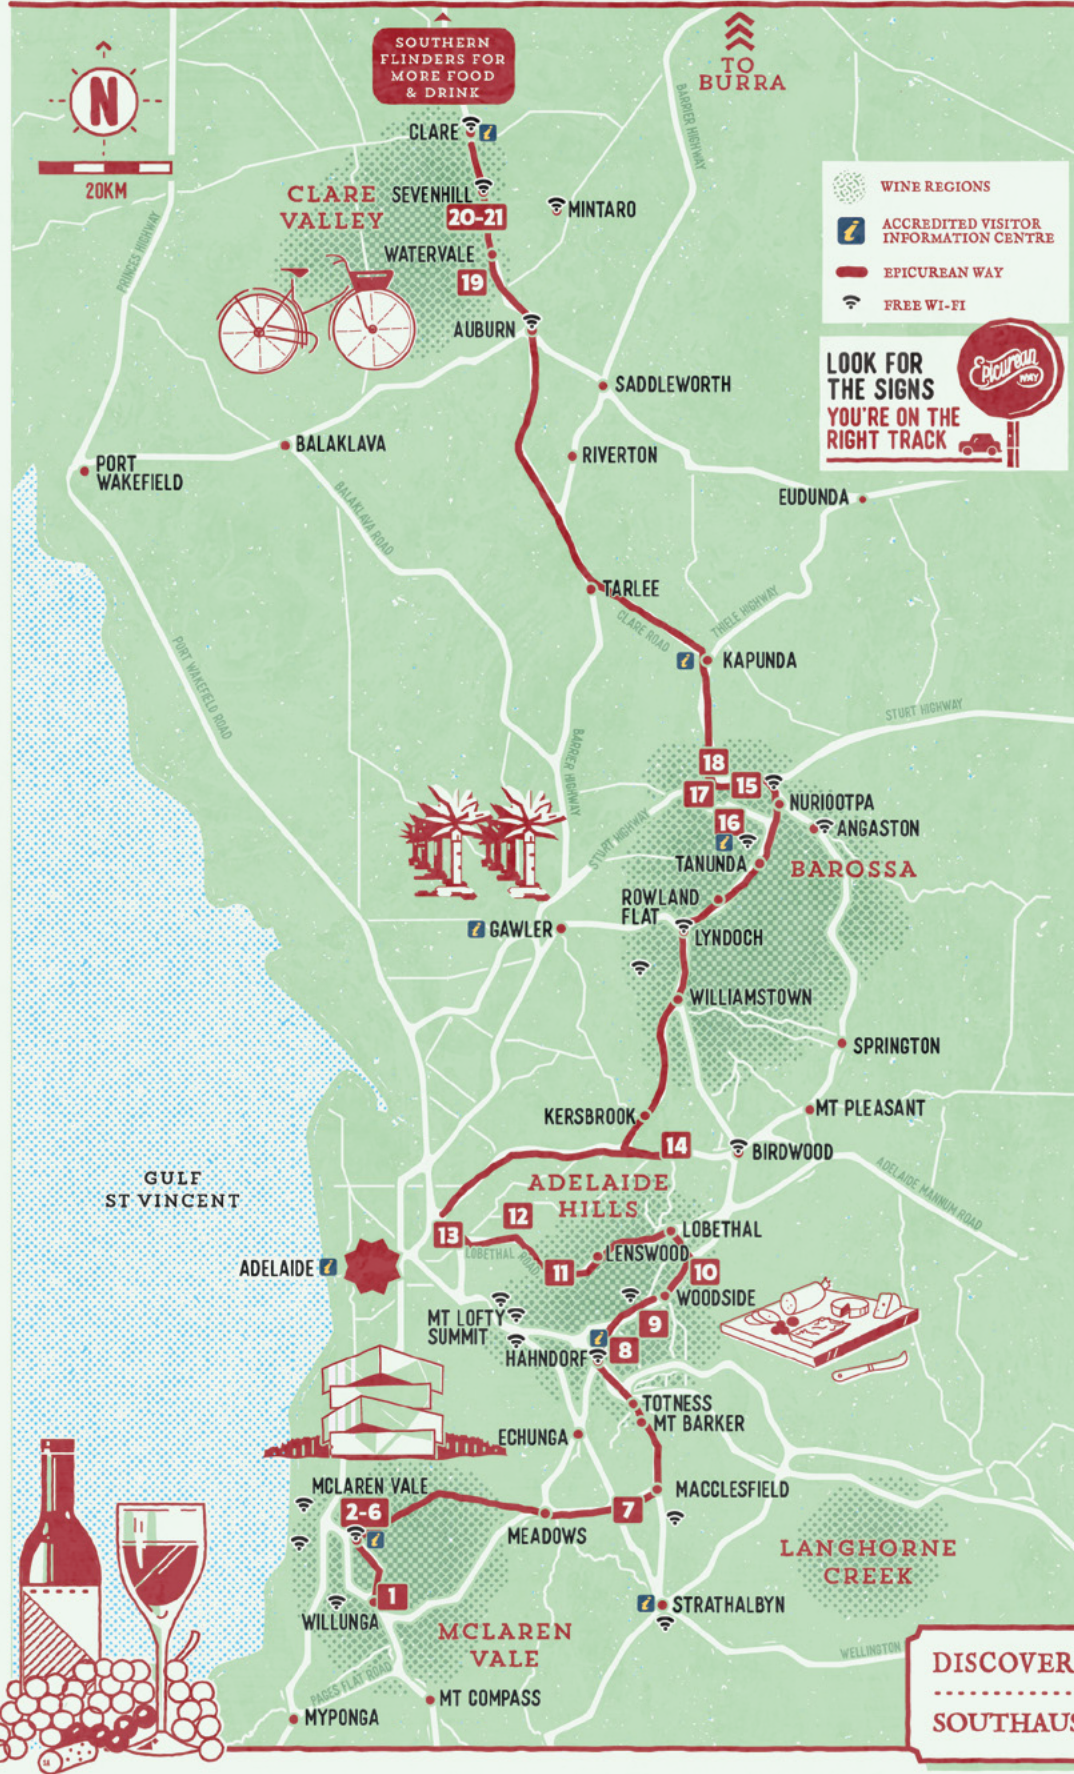 SOUTHERN
FLINDERS FOR
MORE FOOD
& DRINK
TO
BURRA
N
20KM
CLARE
CLARE
VALLEY
SEVENHILL
20-21
MINTARO
WATERVALE
19
AUBURN
BARRIER HIGHWAY
PRINCES HIGHWAY
WINE REGIONS
ACCREDITED VISITOR
INFORMATION CENTRE
EPICUREAN WAY
FREE WI-FI
LOOK FOR
THE SIGNS
YOU'RE ON THE
RIGHT TRACK
Epicurean
WAY
SADDLEWORTH
BALAKLAVA
RIVERTON
PORT
WAKEFIELD
EUDUNDA
BALAKLAVA ROAD
TARLEE
CLARE ROAD
THIELE HIGHWAY
KAPUNDA
PORT WAKEFIELD ROAD
STURT HIGHWAY
BARRIER HIGHWAY
18
17
15
NURIOOTPA
16
ANGASTON
STURT HIGHWAY
TANUNDA
BAROSSA
ROWLAND
FLAT
GAWLER
LYNDOCH
WILLIAMSTOWN
SPRINGTON
KERSBROOK
MT PLEASANT
14
BIRDWOOD
ADELAIDE MANNUM ROAD
GULF
ST VINCENT
ADELAIDE
HILLS
12
13
LOBETHAL
LOBETHAL ROAD
LENSWOOD
11
10
ADELAIDE
WOODSIDE
MT LOFTY
SUMMIT
9
8
HAHNDORF
TOTNESS
MT BARKER
ECHUNGA
MCLAREN VALE
2-6
MACCLESFIELD
7
MEADOWS
LANGHORNE
CREEK
1
WILLUNGA
STRATHALBYN
MCLAREN
VALE
WELLINGTON
PAGES FLAT ROAD
MT COMPASS
MYPONGA
DISCOVER
SOUTHAUS